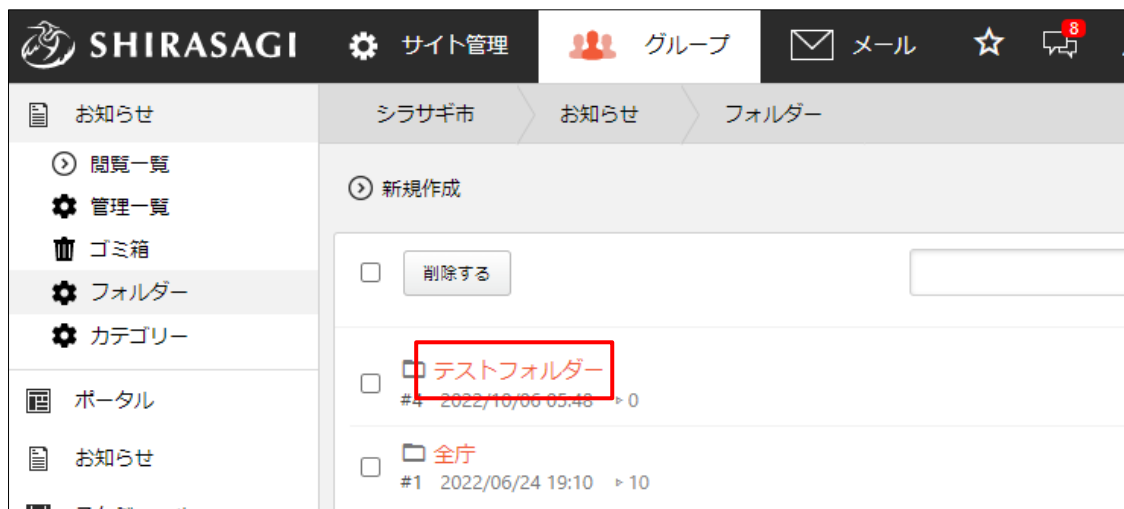 SHIRASAGI サイト管理 グループ メール 8
お知らせ
閲覧一覧
管理一覧
ゴミ箱
フォルダー
カテゴリー
ポータル
お知らせ
シラサギ市 お知らせ フォルダー
新規作成
削除する
テストフォルダー
#4 2022/10/06 05:48 0
全庁
#1 2022/06/24 19:10 10